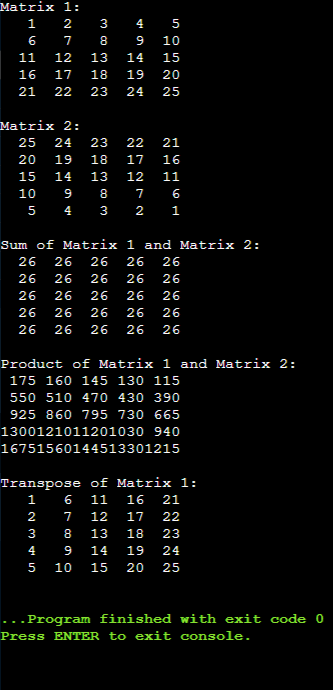 Matrix 1:
   1   2   3   4   5
   6   7   8   9  10
  11  12  13  14  15
  16  17  18  19  20
  21  22  23  24  25

Matrix 2:
  25  24  23  22  21
  20  19  18  17  16
  15  14  13  12  11
  10   9   8   7   6
   5   4   3   2   1

Sum of Matrix 1 and Matrix 2:
  26  26  26  26  26
  26  26  26  26  26
  26  26  26  26  26
  26  26  26  26  26
  26  26  26  26  26

Product of Matrix 1 and Matrix 2:
 175 160 145 130 115
 550 510 470 430 390
 925 860 795 730 665
1300121011201030 940
16751560144513301215

Transpose of Matrix 1:
   1   6  11  16  21
   2   7  12  17  22
   3   8  13  18  23
   4   9  14  19  24
   5  10  15  20  25

...Program finished with exit code 0
Press ENTER to exit console.